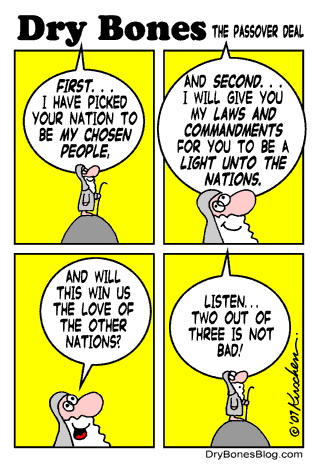 Dry Bones THE PASSOVER DEAL
FIRST...
I HAVE PICKED
YOUR NATION TO
BE MY CHOSEN
PEOPLE,
AND SECOND...
I WILL GIVE YOU
MY LAWS AND
COMMANDMENTS
FOR YOU TO BE A
LIGHT UNTO THE
NATIONS.
AND WILL
THIS WIN US
THE LOVE OF
THE OTHER
NATIONS?
LISTEN...
TWO OUT OF
THREE IS NOT
BAD!
©'07 Kirschen.
DryBonesBlog.com